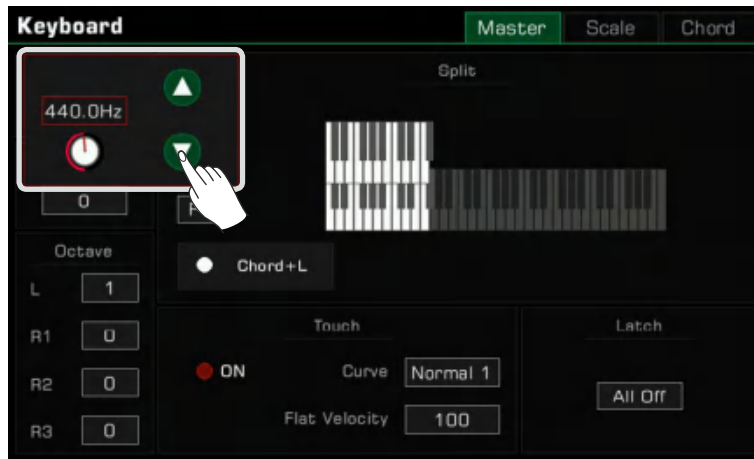 Keyboard
Master
Scale
Chord
440.0Hz
0
Split
Chord+L
Octave
L 1
R1 0
R2 0
R3 0
Touch
ON
Curve Normal 1
Flat Velocity 100
Latch
All Off